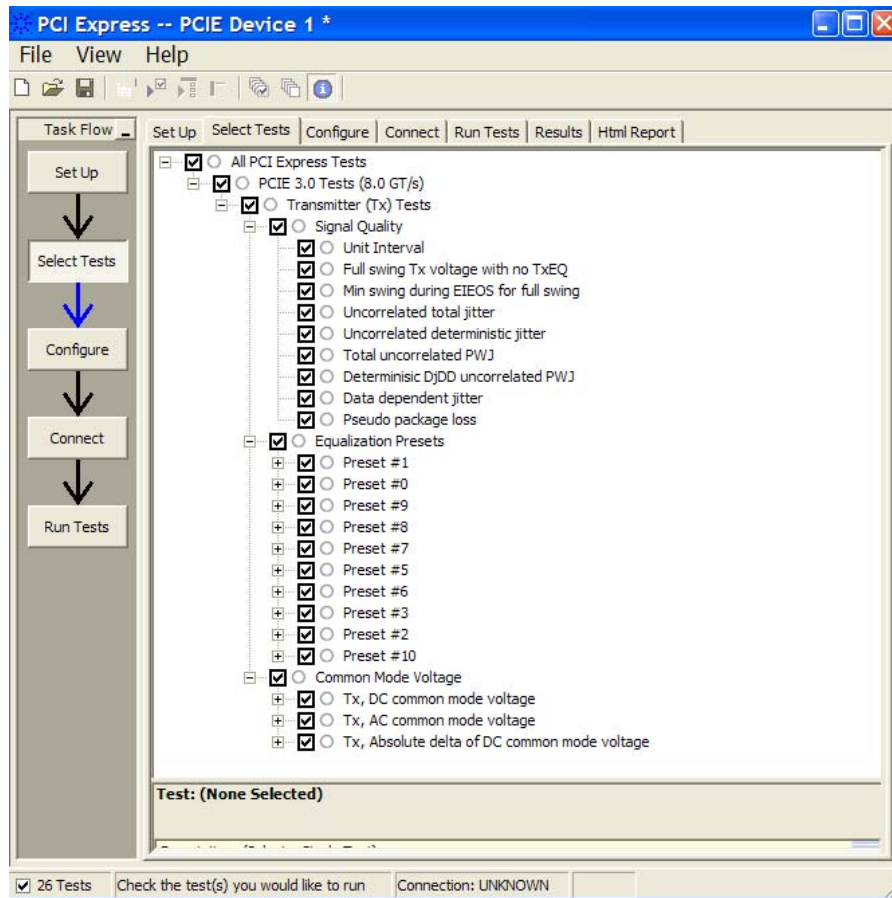 PCI Express -- PCIE Device 1 *
File View Help
Task Flow
Set Up
Select Tests
Configure
Connect
Run Tests
Set Up Select Tests Configure Connect Run Tests Results Html Report
All PCI Express Tests
PCIE 3.0 Tests (8.0 GT/s)
Transmitter (Tx) Tests
Signal Quality
Unit Interval
Full swing Tx voltage with no TxEQ
Min swing during EIEOS for full swing
Uncorrelated total jitter
Uncorrelated deterministic jitter
Total uncorrelated PWJ
Determinisic DjDD uncorrelated PWJ
Data dependent jitter
Pseudo package loss
Equalization Presets
Preset #1
Preset #0
Preset #9
Preset #8
Preset #7
Preset #5
Preset #6
Preset #3
Preset #2
Preset #10
Common Mode Voltage
Tx, DC common mode voltage
Tx, AC common mode voltage
Tx, Absolute delta of DC common mode voltage
Test: (None Selected)
26 Tests Check the test(s) you would like to run Connection: UNKNOWN